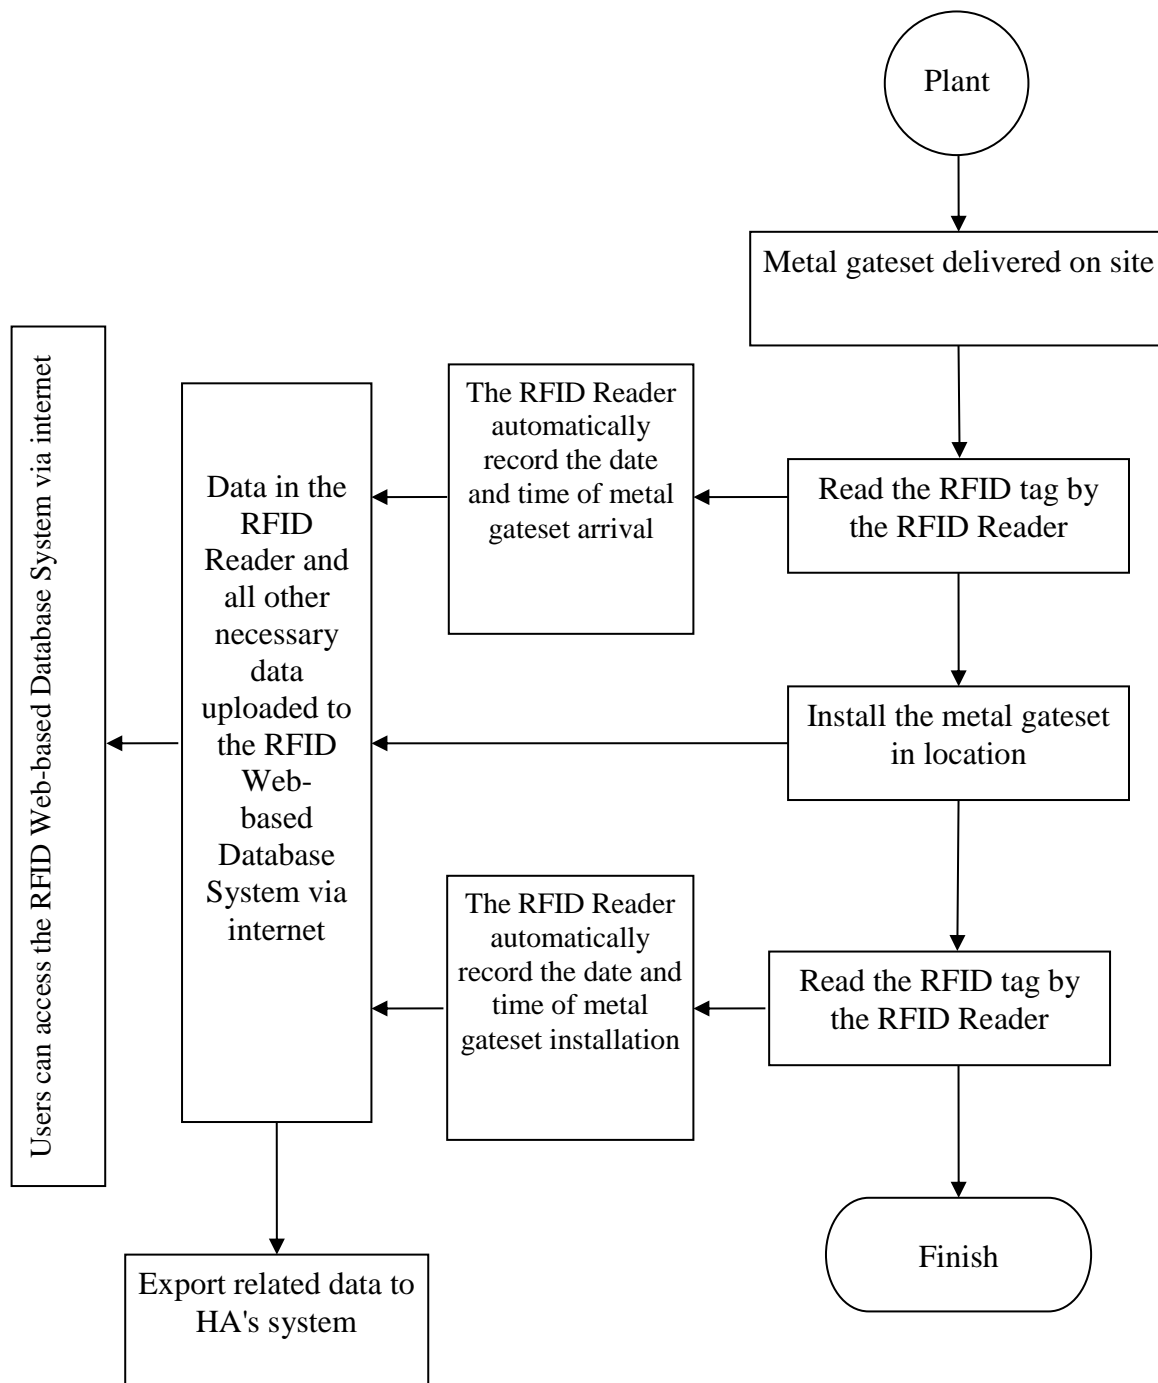 Plant
Metal gateset delivered on site
Users can access the RFID Web-based Database System via internet
Data in the
RFID
Reader and
all other
necessary
data
uploaded to
the RFID
Web-
based
Database
System via
internet
The RFID Reader
automatically
record the date
and time of metal
gateset arrival
Read the RFID tag by
the RFID Reader
Install the metal gateset
in location
The RFID Reader
automatically
record the date and
time of metal
gateset installation
Read the RFID tag by
the RFID Reader
Finish
Export related data to
HA's system